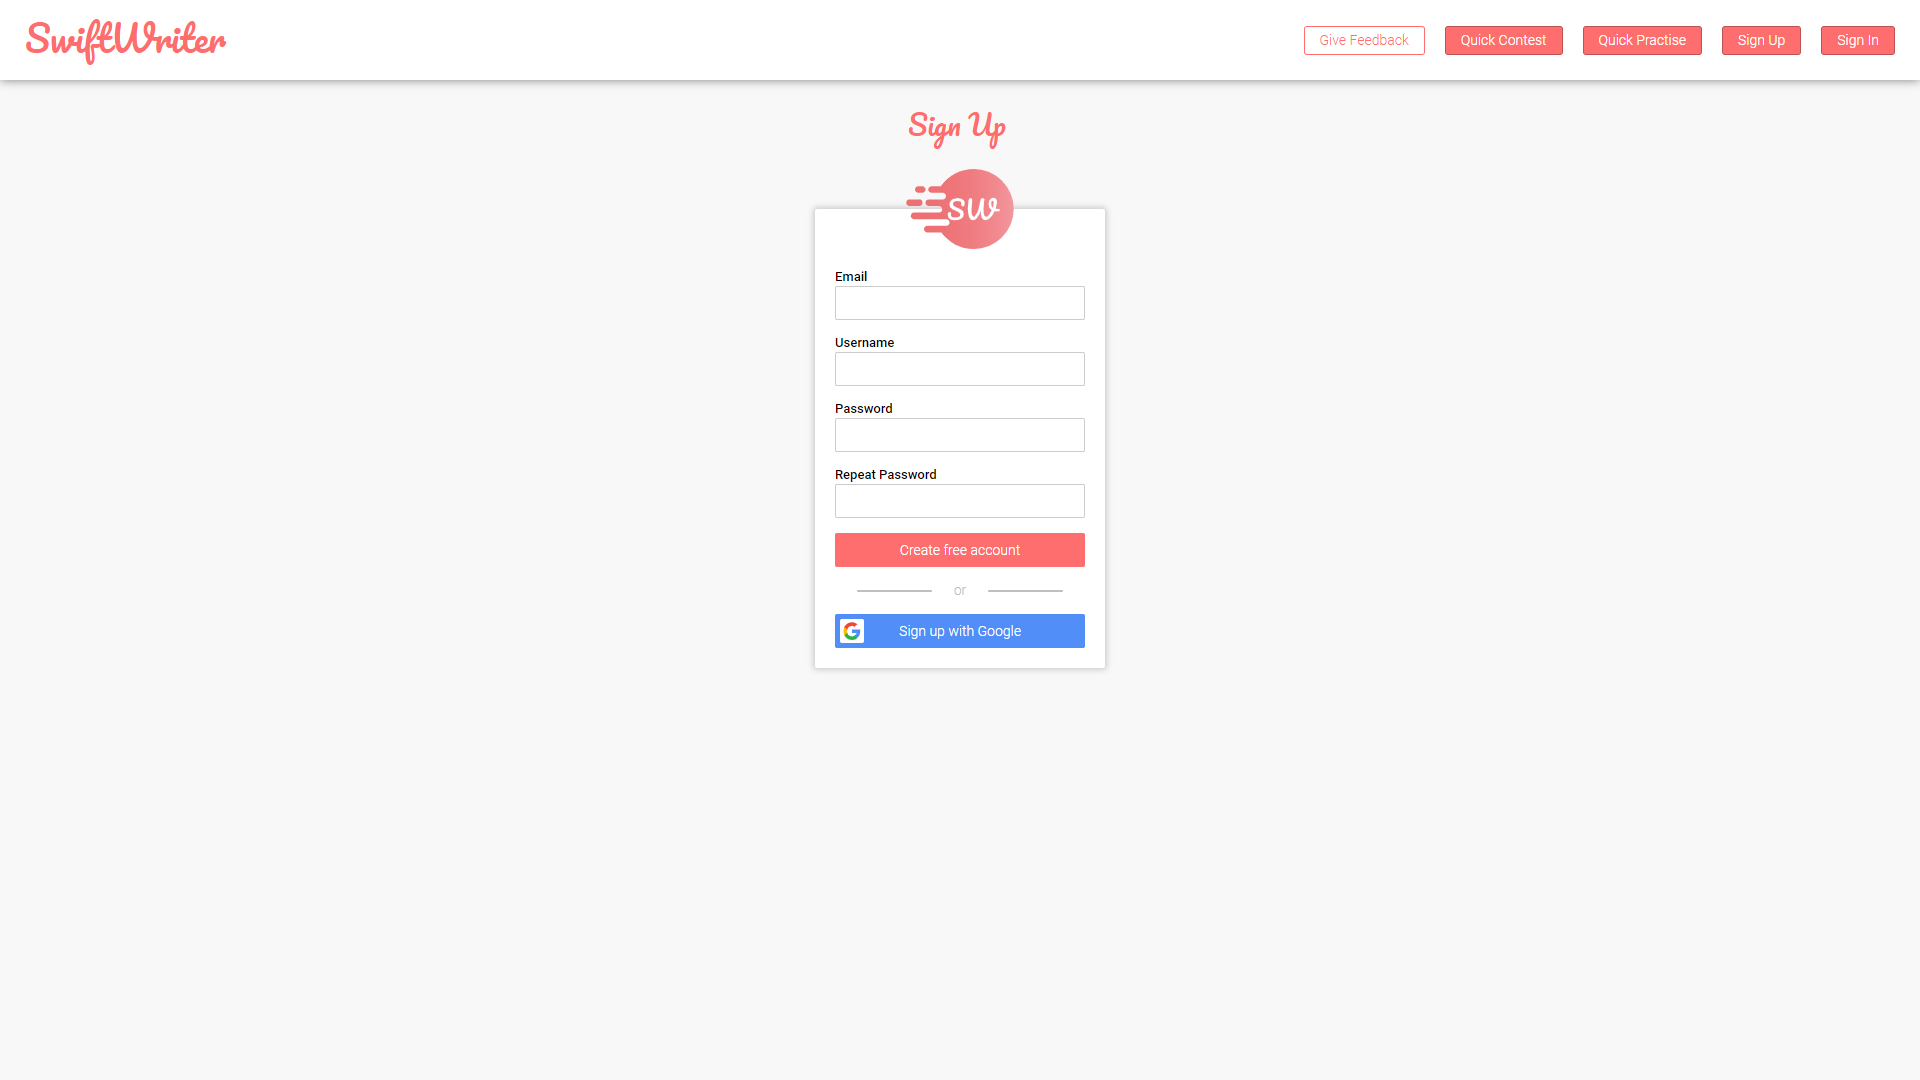 SwiftWriter
Give Feedback
Quick Contest
Quick Practise
Sign Up
Sign In
Sign Up
SW
Email
Username
Password
Repeat Password
Create free account
or
Sign up with Google